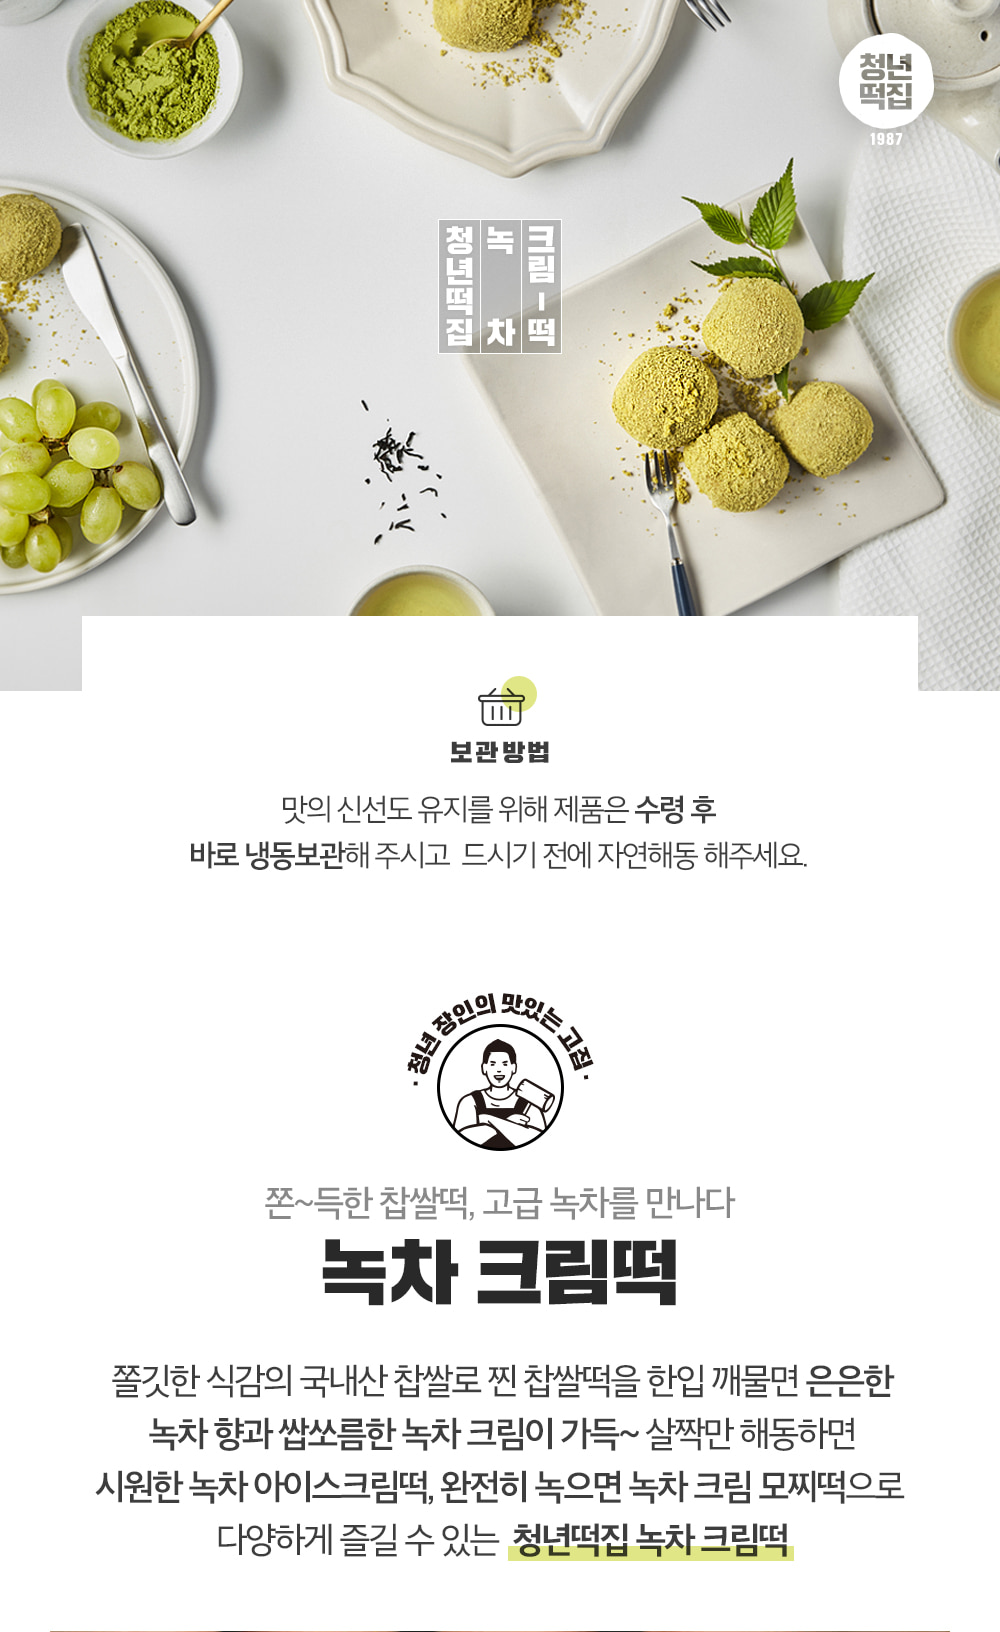 청년
떡집
1987
청년떡집
녹차
크림-떡
보관방법
맛의 신선도 유지를 위해 제품은 수령 후
바로 냉동보관해 주시고 드시기 전에 자연해동 해주세요.
· 청년 장인의 맛있는 고집 ·
쫀~득한 찹쌀떡, 고급 녹차를 만나다
녹차 크림떡
쫄깃한 식감의 국내산 찹쌀로 찐 찹쌀떡을 한입 깨물면 은은한
녹차 향과 쌉쏘름한 녹차 크림이 가득~ 살짝만 해동하면
시원한 녹차 아이스크림떡, 완전히 녹으면 녹차 크림 모찌떡으로
다양하게 즐길 수 있는 청년떡집 녹차 크림떡